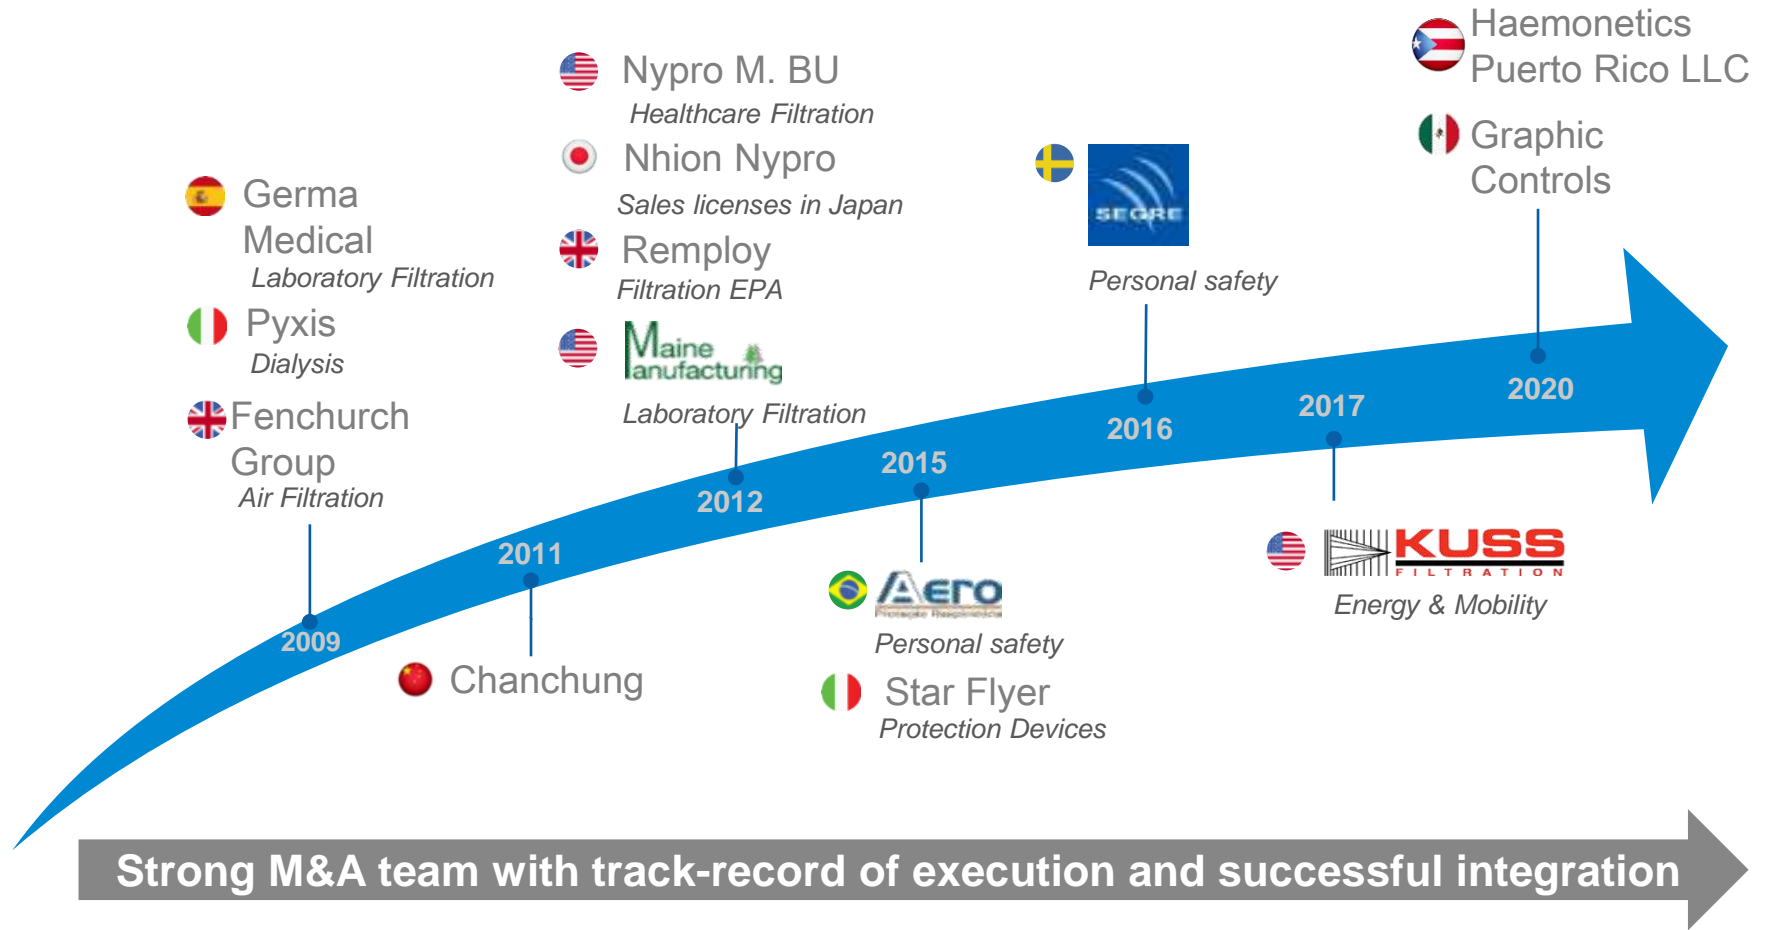 Germa
Medical
Laboratory Filtration
Pyxis
Dialysis
Fenchurch
Group
Air Filtration
2009
2011
Chanchung
Nypro M. BU
Healthcare Filtration
Nhion Nypro
Sales licenses in Japan
Remploy
Filtration EPA
Maine
Manufacturing
Laboratory Filtration
2012
2015
Aero
Personal safety
Star Flyer
Protection Devices
SEGRE
Personal safety
2016
2017
KUSS
FILTRATION
Energy & Mobility
Haemonetics
Puerto Rico LLC
Graphic
Controls
2020
Strong M&A team with track-record of execution and successful integration